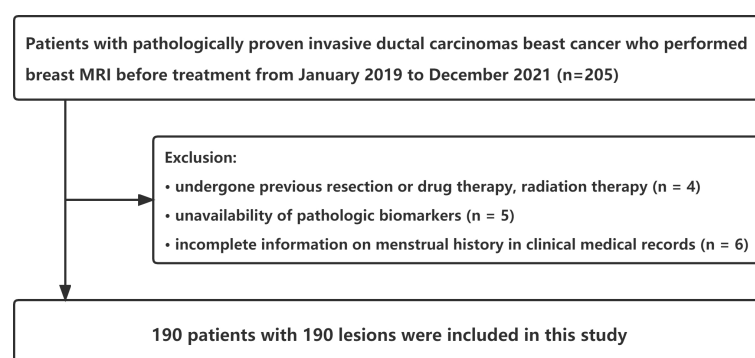 Patients with pathologically proven invasive ductal carcinomas beast cancer who performed
breast MRI before treatment from January 2019 to December 2021 (n=205)
Exclusion:
• undergone previous resection or drug therapy, radiation therapy (n = 4)
• unavailability of pathologic biomarkers (n = 5)
• incomplete information on menstrual history in clinical medical records (n = 6)
190 patients with 190 lesions were included in this study